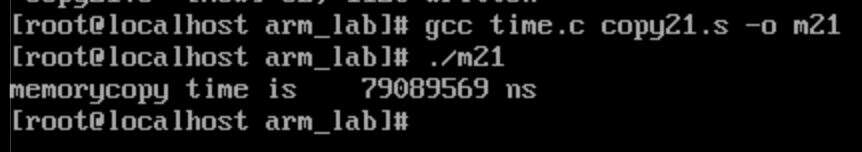 [root@localhost arm_lab]# gcc time.c copy21.s -o m21
[root@localhost arm_lab]# ./m21
memorycopy time is    79089569 ns
[root@localhost arm_lab]#